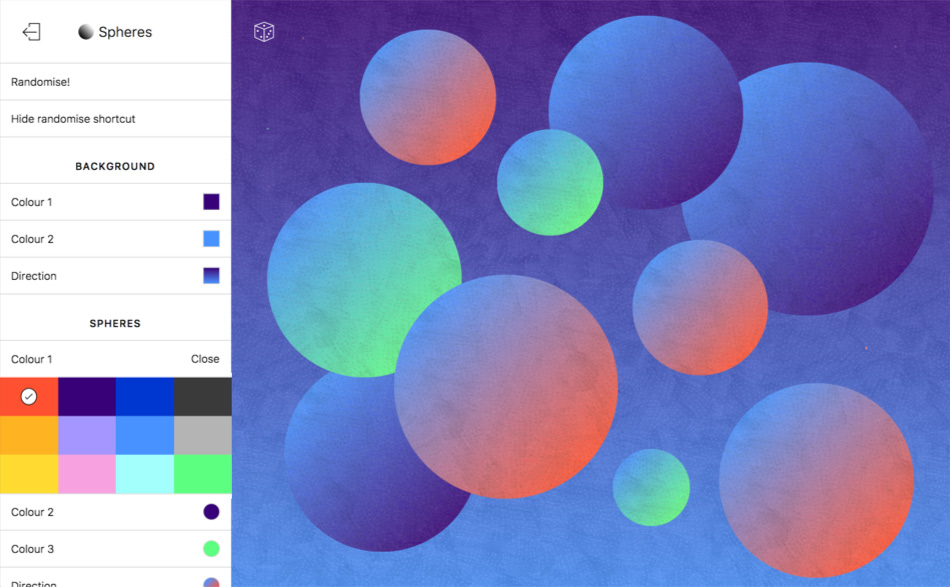 Spheres
Randomise!
Hide randomise shortcut
BACKGROUND
Colour 1
Colour 2
Direction
SPHERES
Colour 1 Close
Colour 2
Colour 3
Direction